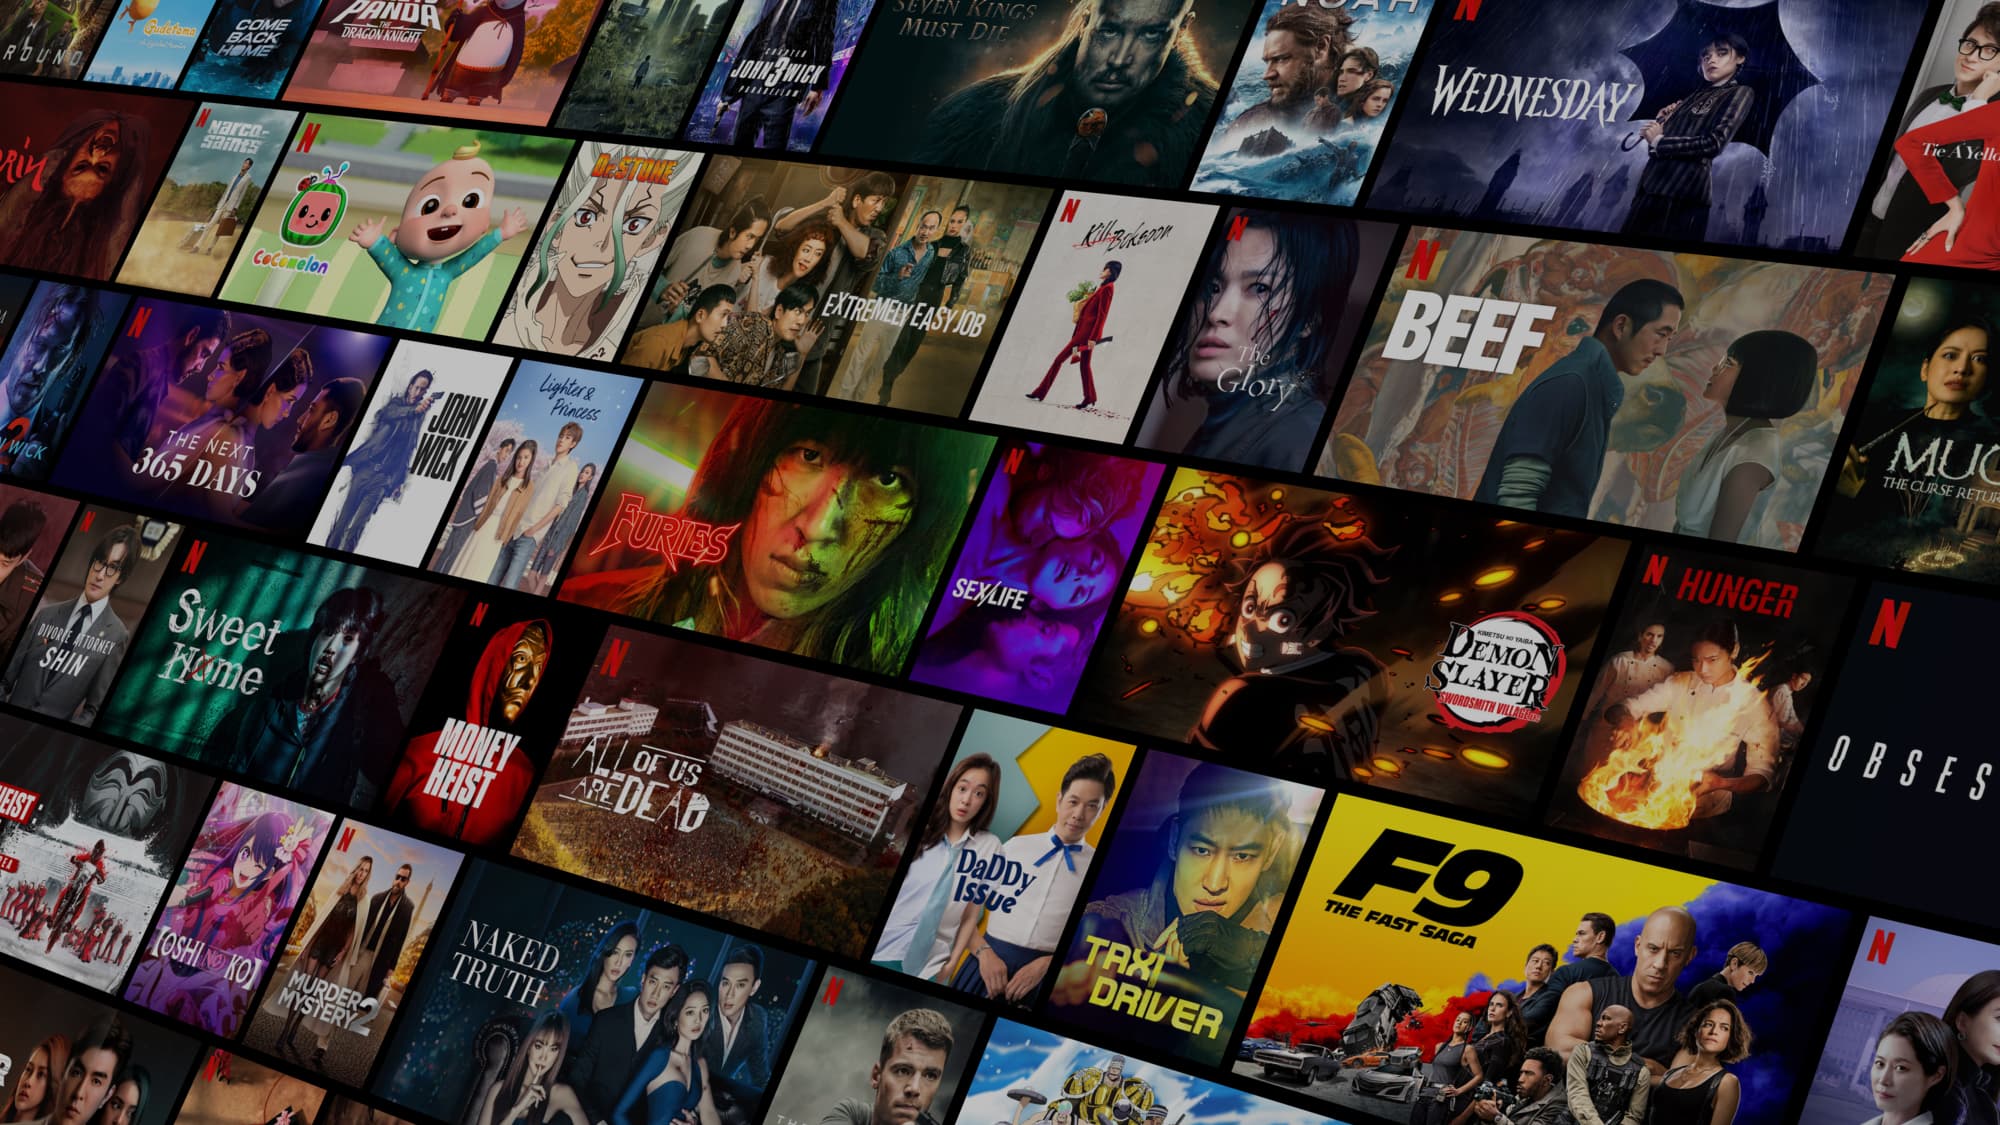 ROUND
Gudetama
COME
BACK
HOME
PANDA
THE
DRAGON KNIGHT
CHAPTER
JOHN 3 WICK
PARABELLUM
SEVEN KINGS
MUST DIE
NOAH
N
WEDNESDAY
Tie A Yello
N
NARCO-
SAINTS
N
CoComelon
Dr.STONE
EXTREMELY EASY JOB
N
Kill Boksoon
N
The
Glory
N
BEEF
MU
THE CURSE RETUR
2
WICK
N
THE NEXT
365 DAYS
JOHN
WICK
Lighter &
Princess
FURIES
N
SEX/LIFE
KIMETSU NO YAIBA
DEMON
SLAYER
SWORDSMITH VILLAGE
N HUNGER
N
OBSES
N
DIVORCE ATTORNEY
SHIN
N
Sweet
Home
N
MONEY
HEIST
N
ALL OF US
ARE DEAD
DaDDy
Issue
TAXI
DRIVER
F9
THE FAST SAGA
N
HEIST:
[OSHI NO KO]
N
MURDER
MYSTERY 2
NAKED
TRUTH
N